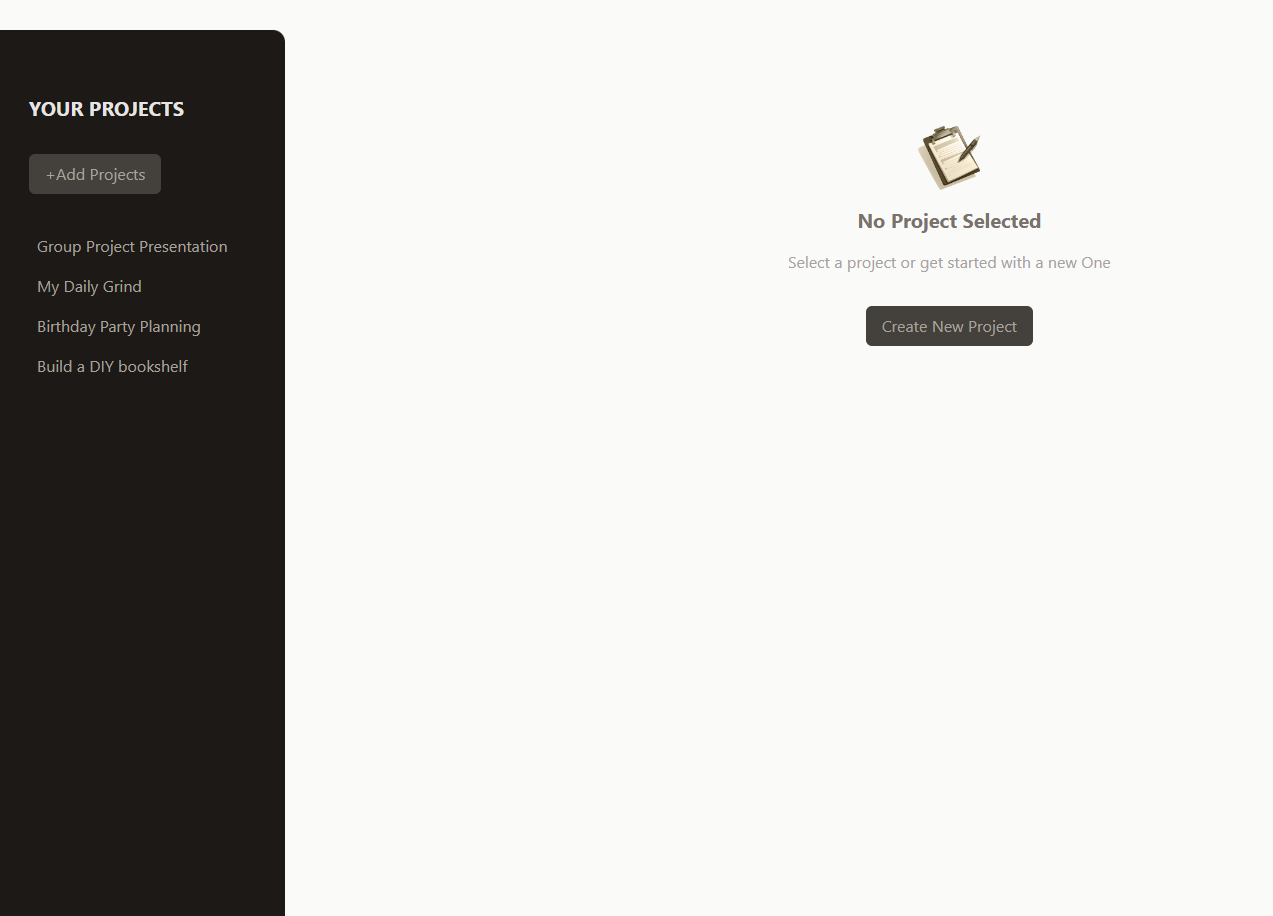 YOUR PROJECTS
+Add Projects
Group Project Presentation
My Daily Grind
Birthday Party Planning
Build a DIY bookshelf
No Project Selected
Select a project or get started with a new One
Create New Project